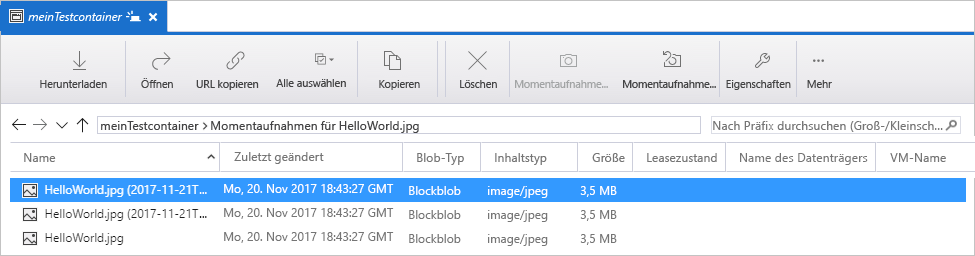 meinTestcontainer
Herunterladen Öffnen URL kopieren Alle auswählen Kopieren Löschen Momentaufnahme... Momentaufnahme... Eigenschaften Mehr
meinTestcontainer > Momentaufnahmen für HelloWorld.jpg Nach Präfix durchsuchen (Groß-/Kleinsch...
Name Zuletzt geändert Blob-Typ Inhaltstyp Größe Leasezustand Name des Datenträgers VM-Name
HelloWorld.jpg (2017-11-21T... Mo, 20. Nov 2017 18:43:27 GMT Blockblob image/jpeg 3,5 MB
HelloWorld.jpg (2017-11-21T... Mo, 20. Nov 2017 18:43:27 GMT Blockblob image/jpeg 3,5 MB
HelloWorld.jpg Mo, 20. Nov 2017 18:43:27 GMT Blockblob image/jpeg 3,5 MB